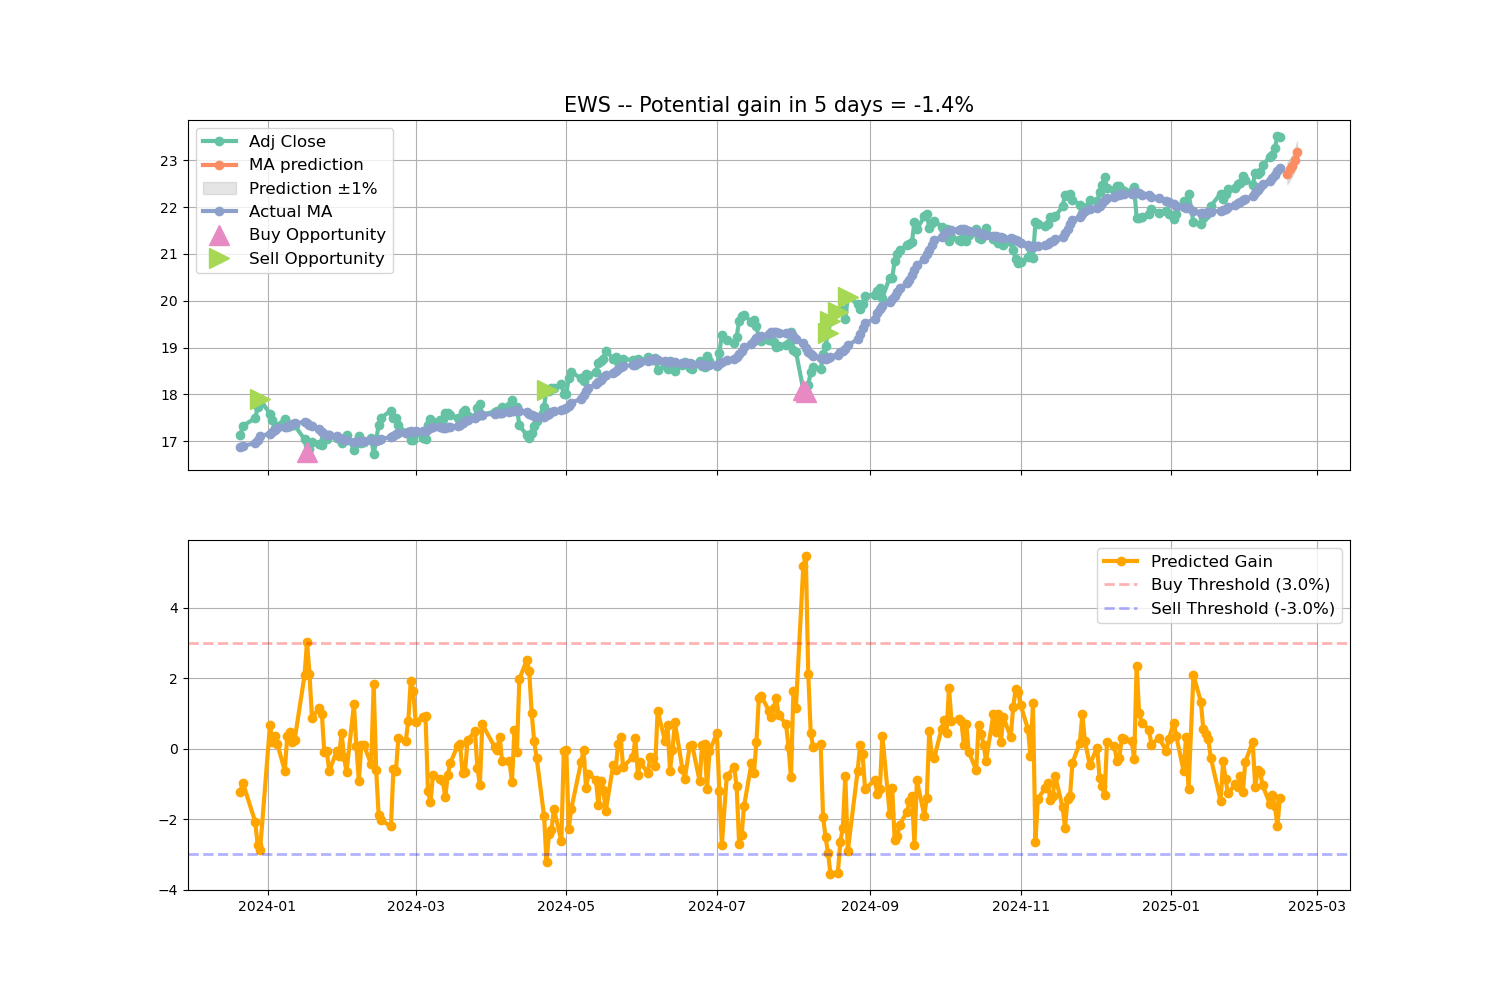 EWS -- Potential gain in 5 days = -1.4%
Adj Close
MA prediction
Prediction ±1%
Actual MA
Buy Opportunity
Sell Opportunity
23
22
21
20
19
18
17
Predicted Gain
Buy Threshold (3.0%)
Sell Threshold (-3.0%)
4
2
0
−2
−4
2024-01 2024-03 2024-05 2024-07 2024-09 2024-11 2025-01 2025-03